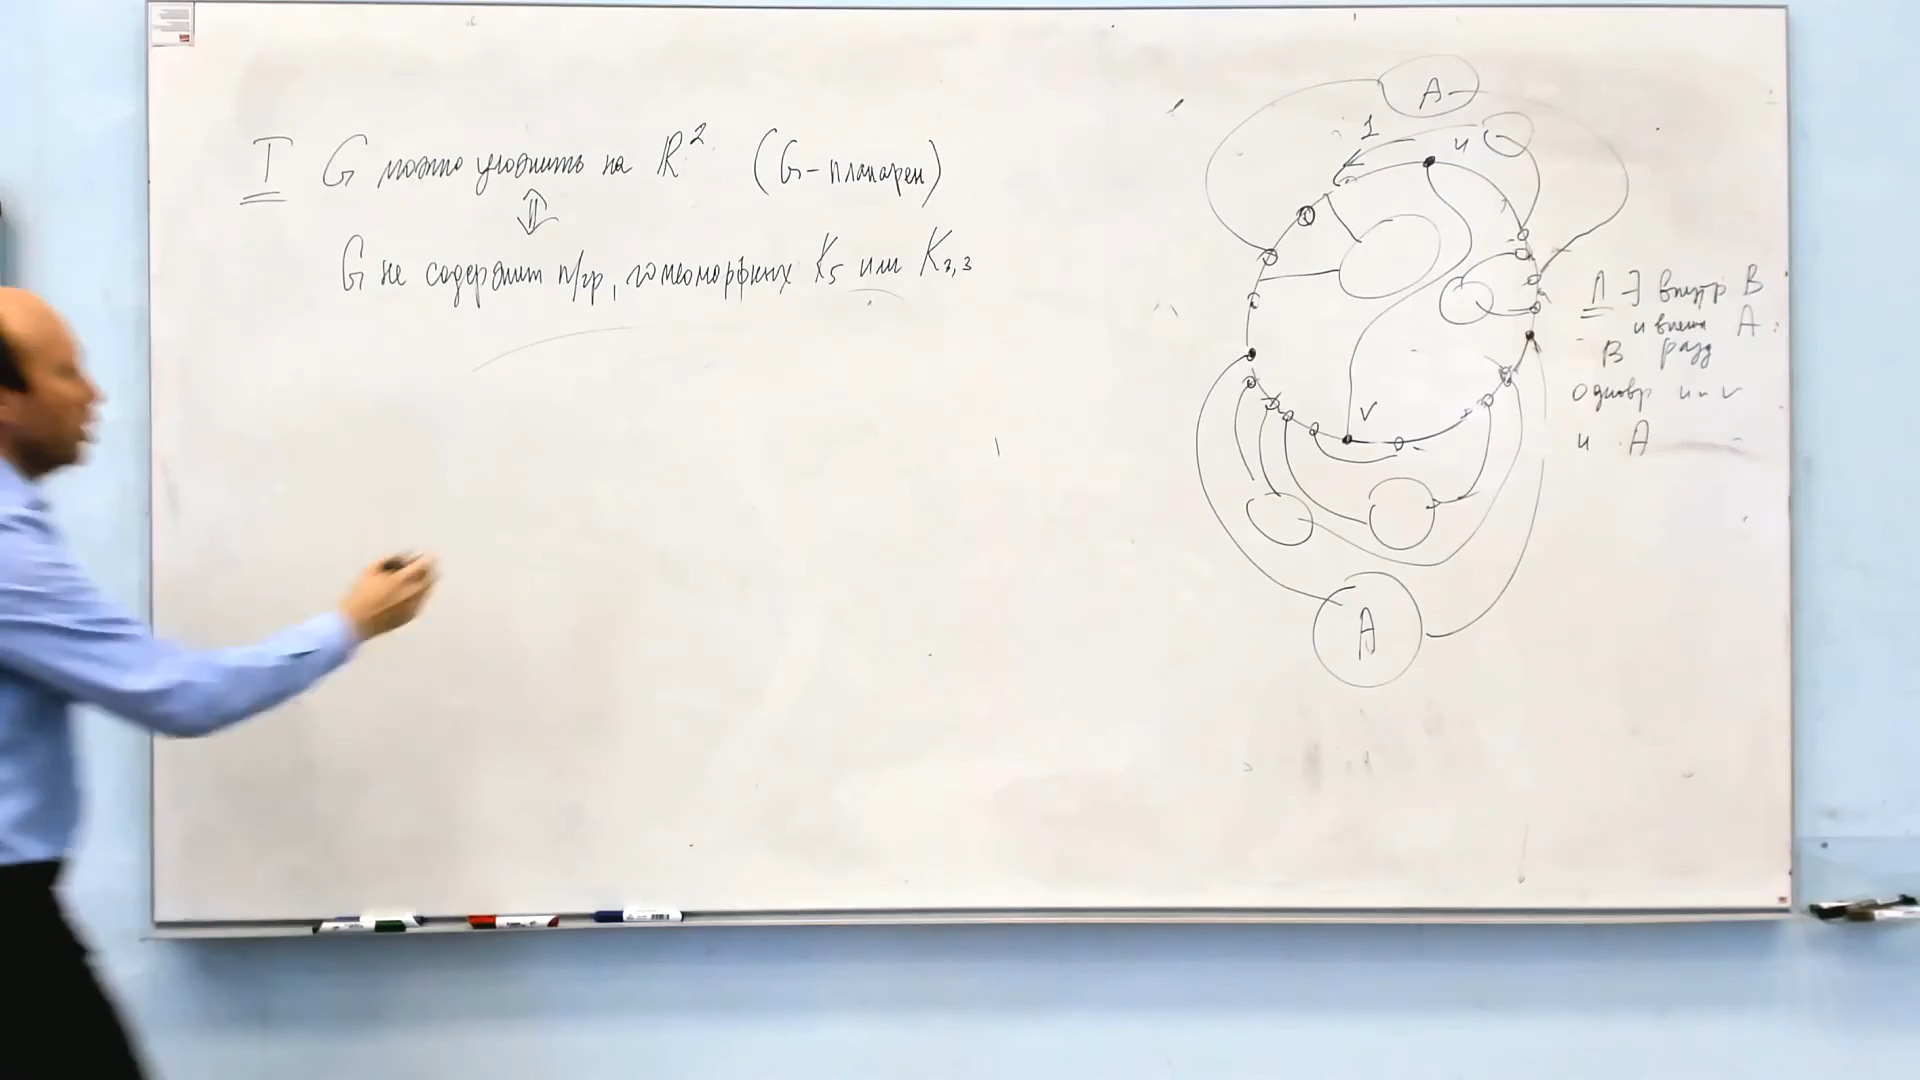 T G можно уложить на R² (G - планарен)
⇕
G не содержит п/гр, гомеоморфных K₅ или K₃,₃
A
1
u
v
A
Л ∃ внутр B
и внеш A
B разд
одновр u и v
и A